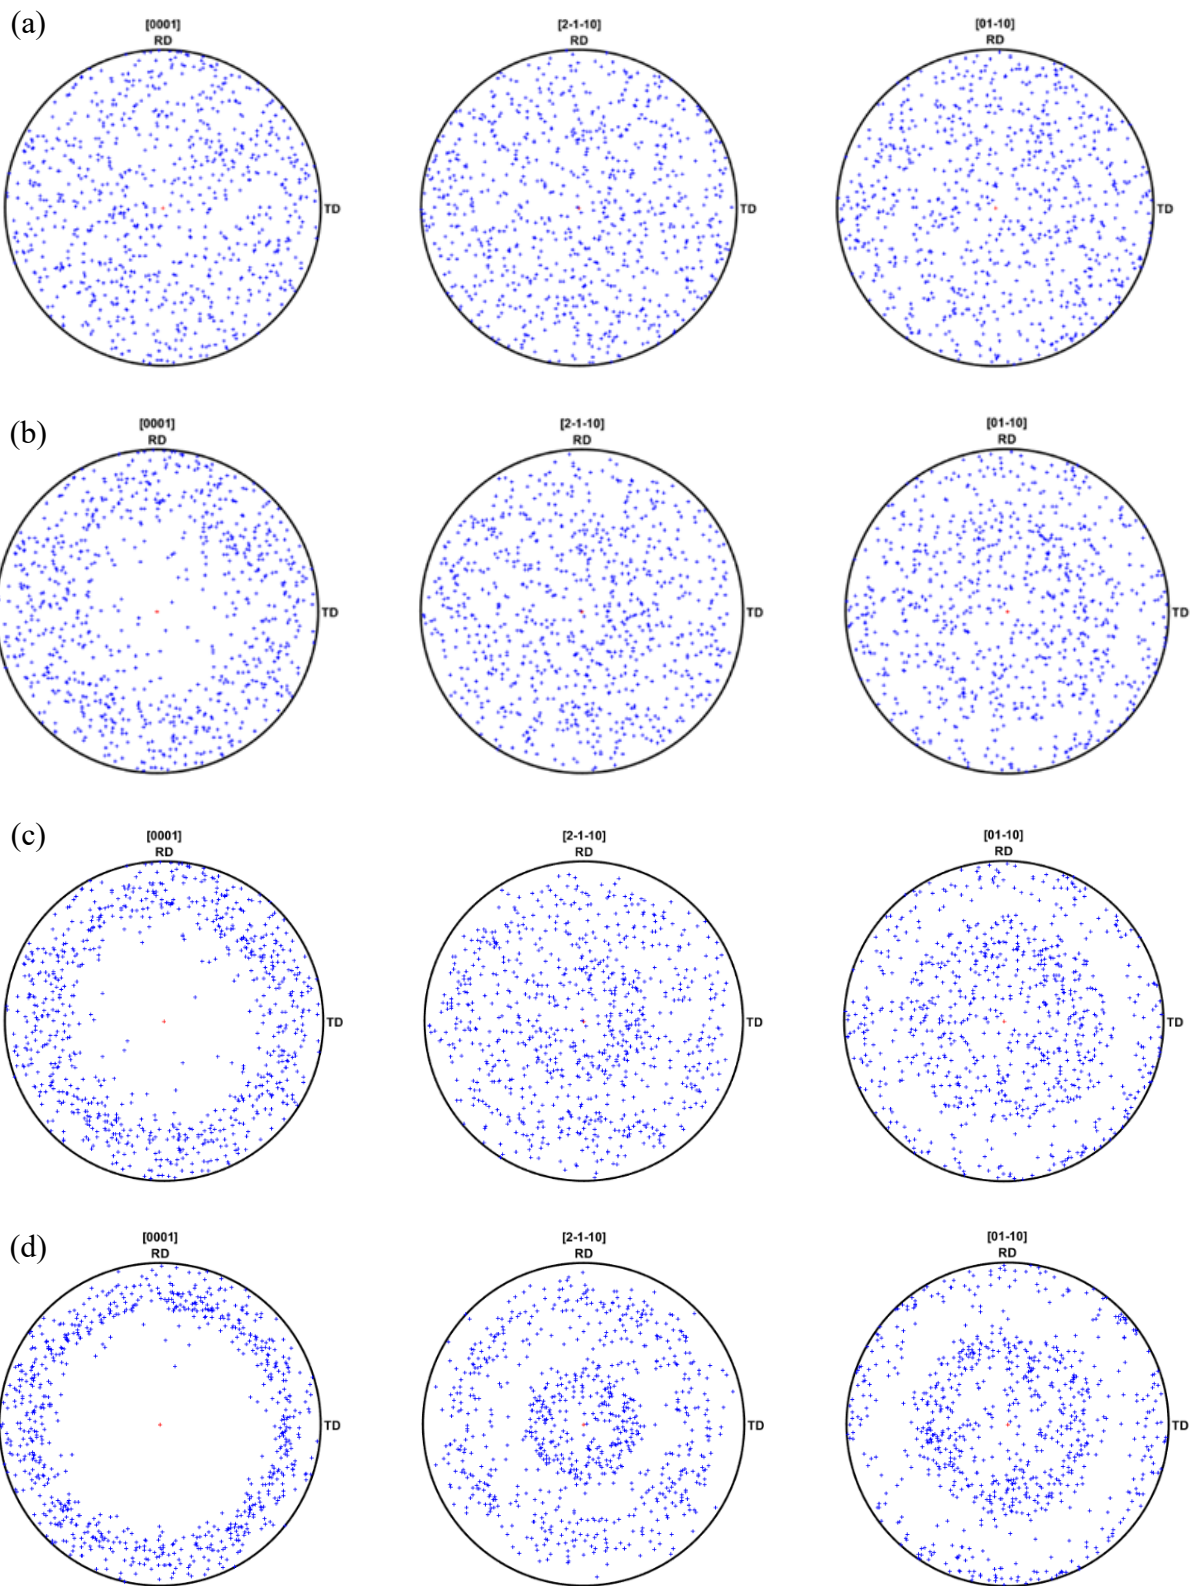 (a)
[0001]
[2-1-10]
[01-10]
RD
RD
RD
TD
TD
TD
(b)
[0001]
[2-1-10]
[01-10]
RD
RD
RD
TD
TD
TD
(c)
[0001]
[2-1-10]
[01-10]
RD
RD
RD
TD
TD
TD
(d)
[0001]
[2-1-10]
[01-10]
RD
RD
RD
TD
TD
TD